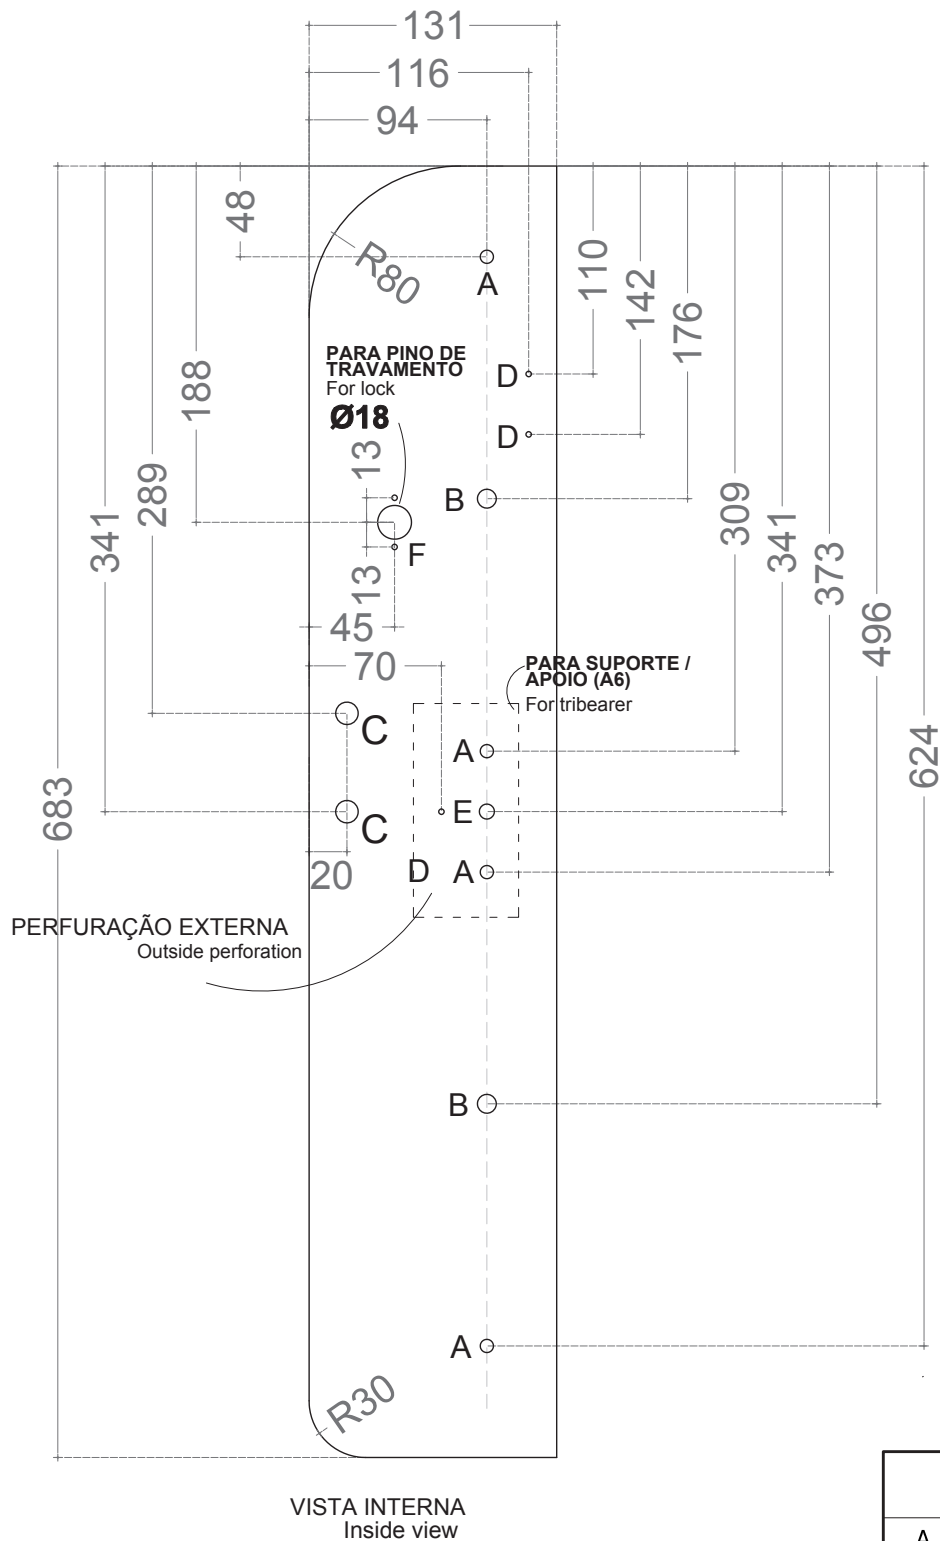 131
116
94
48
R80
A
110
142
176
PARA PINO DE
TRAVAMENTO
For lock
Ø18
D
D
188
13
B
289
309
341
F
341
13
373
45
496
70
PARA SUPORTE /
APOIO (A6)
For tribearer
C
A
624
683
C
E
20
D
A
PERFURAÇÃO EXTERNA
Outside perforation
B
A
R30
VISTA INTERNA
Inside view